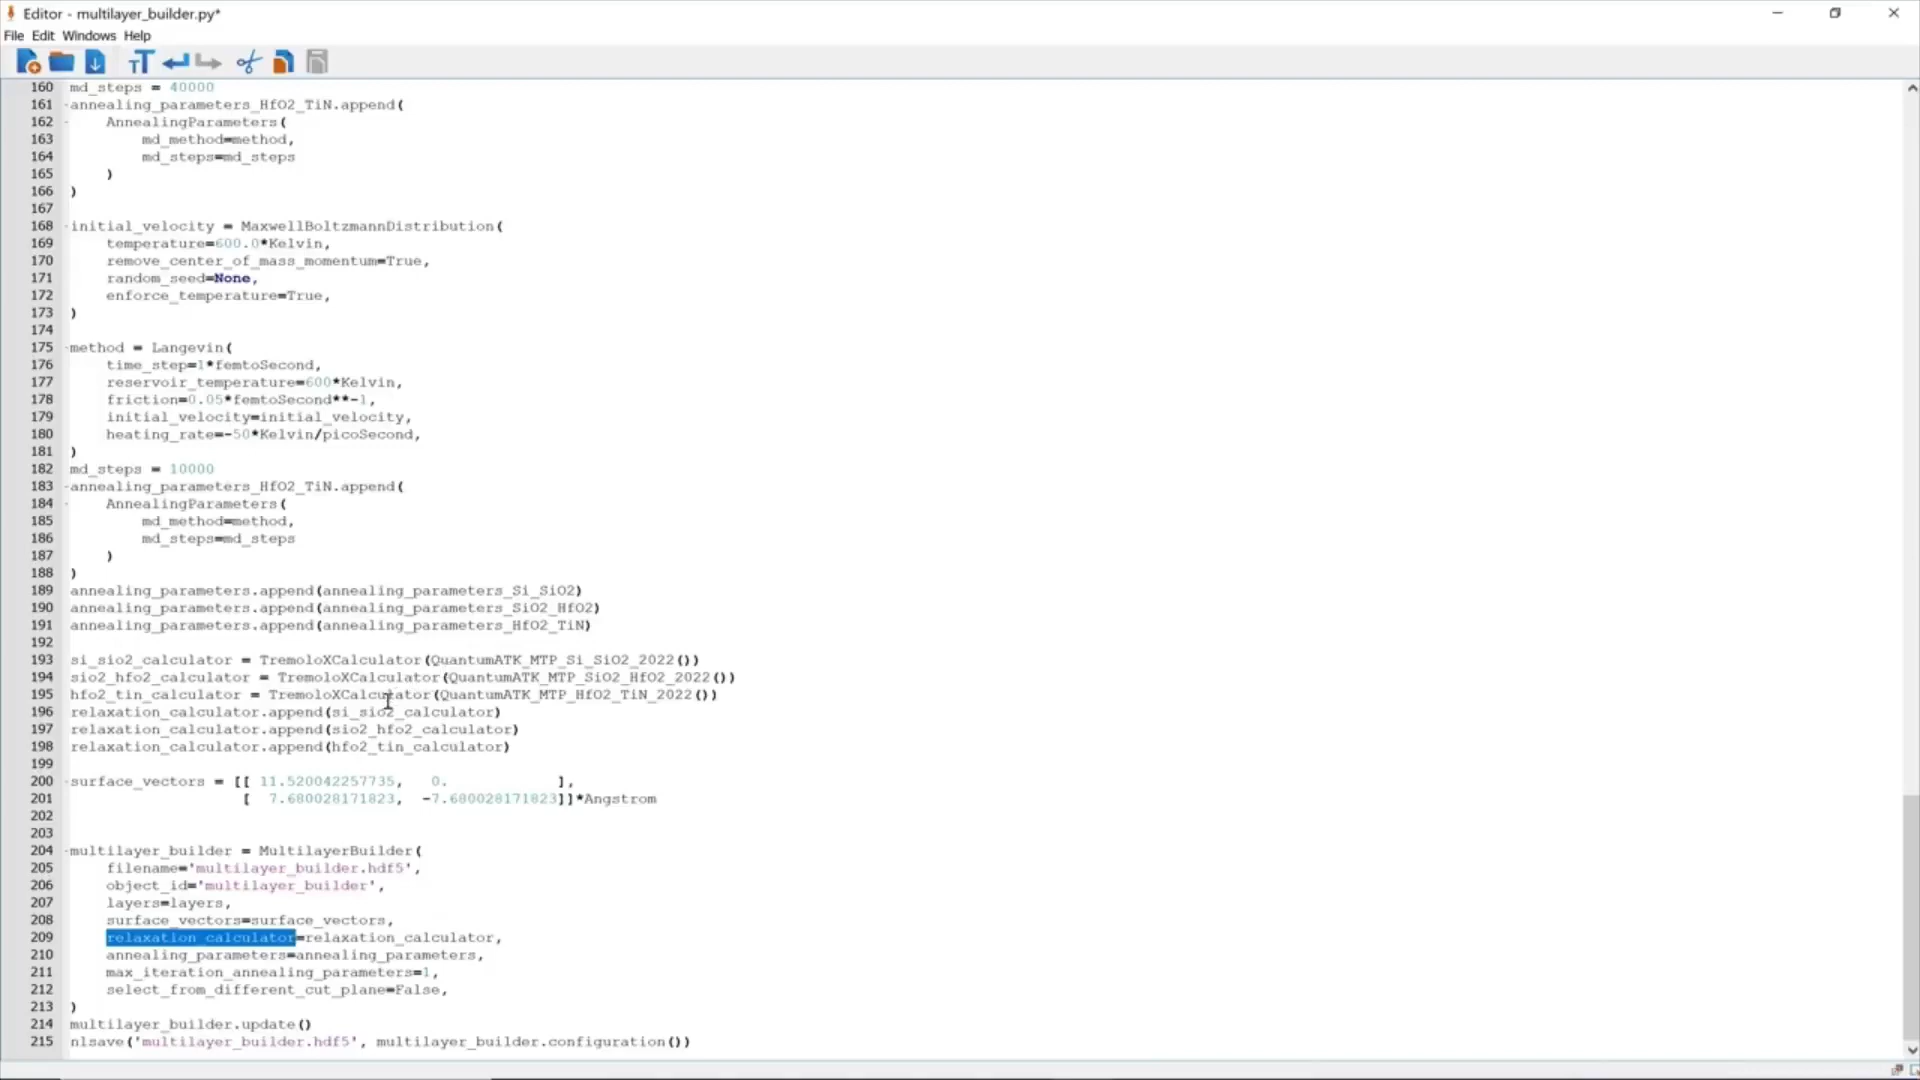 Editor - multilayer_builder.py*
File Edit Windows Help
160 md_steps = 40000
161 annealing_parameters_HfO2_TiN.append(
162     AnnealingParameters(
163         md_method=method,
164         md_steps=md_steps
165     )
166 )
167
168 initial_velocity = MaxwellBoltzmannDistribution(
169     temperature=600.0*Kelvin,
170     remove_center_of_mass_momentum=True,
171     random_seed=None,
172     enforce_temperature=True,
173 )
174
175 method = Langevin(
176     time_step=1*femtoSecond,
177     reservoir_temperature=600*Kelvin,
178     friction=0.05*femtoSecond**-1,
179     initial_velocity=initial_velocity,
180     heating_rate=-50*Kelvin/picoSecond,
181 )
182 md_steps = 10000
183 annealing_parameters_HfO2_TiN.append(
184     AnnealingParameters(
185         md_method=method,
186         md_steps=md_steps
187     )
188 )
189 annealing_parameters.append(annealing_parameters_Si_SiO2)
190 annealing_parameters.append(annealing_parameters_SiO2_HfO2)
191 annealing_parameters.append(annealing_parameters_HfO2_TiN)
192
193 si_sio2_calculator = TremoloXCalculator(QuantumATK_MTP_Si_SiO2_2022())
194 sio2_hfo2_calculator = TremoloXCalculator(QuantumATK_MTP_SiO2_HfO2_2022())
195 hfo2_tin_calculator = TremoloXCalculator(QuantumATK_MTP_HfO2_TiN_2022())
196 relaxation_calculator.append(si_sio2_calculator)
197 relaxation_calculator.append(sio2_hfo2_calculator)
198 relaxation_calculator.append(hfo2_tin_calculator)
199
200 surface_vectors = [[ 11.520042257735,   0.             ],
201                    [  7.680028171823,  -7.680028171823]]*Angstrom
202
203
204 multilayer_builder = MultilayerBuilder(
205     filename='multilayer_builder.hdf5',
206     object_id='multilayer_builder',
207     layers=layers,
208     surface_vectors=surface_vectors,
209     relaxation_calculator=relaxation_calculator,
210     annealing_parameters=annealing_parameters,
211     max_iteration_annealing_parameters=1,
212     select_from_different_cut_plane=False,
213 )
214 multilayer_builder.update()
215 nlsave('multilayer_builder.hdf5', multilayer_builder.configuration())